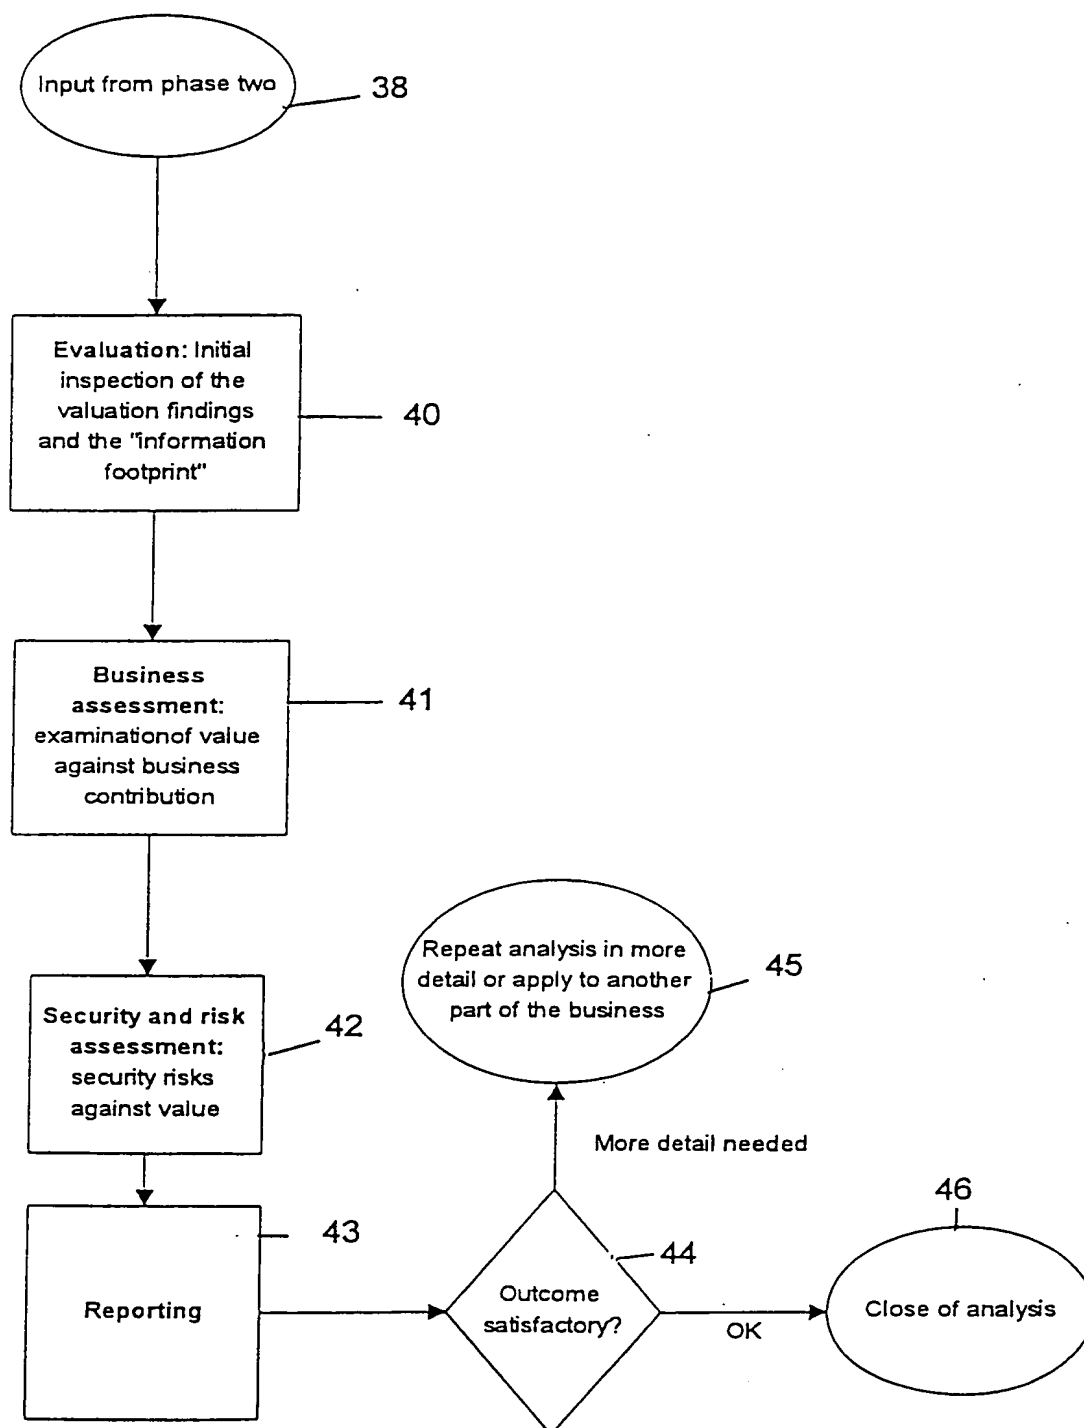 Input from phase two
38
Evaluation: Initial
inspection of the
valuation findings
and the "information
footprint"
40
Business
assessment:
examinationof value
against business
contribution
41
Security and risk
assessment:
security risks
against value
42
Repeat analysis in more
detail or apply to another
part of the business
45
More detail needed
Reporting
43
Outcome
satisfactory?
44
OK
46
Close of analysis